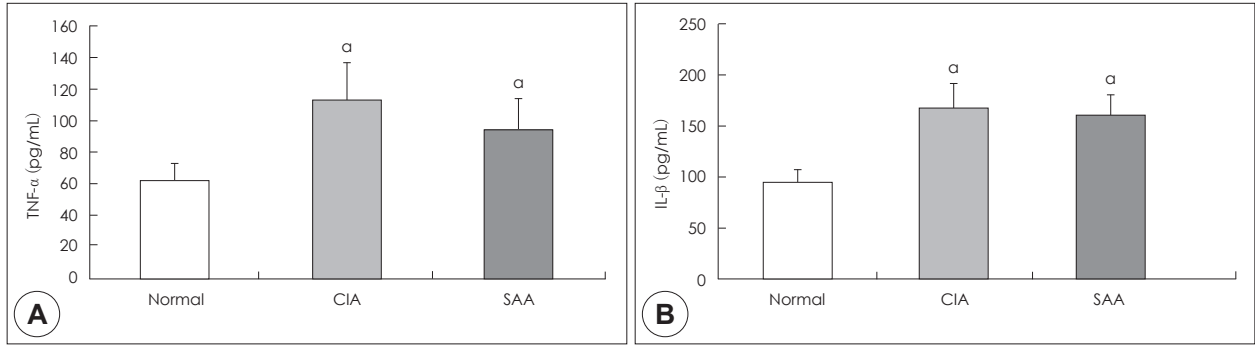 160
140
120
100
80
60
40
20
0
TNF-α (pg/mL)
a
a
Normal
CIA
SAA
A
250
200
150
100
50
0
IL-β (pg/mL)
a
a
Normal
CIA
SAA
B